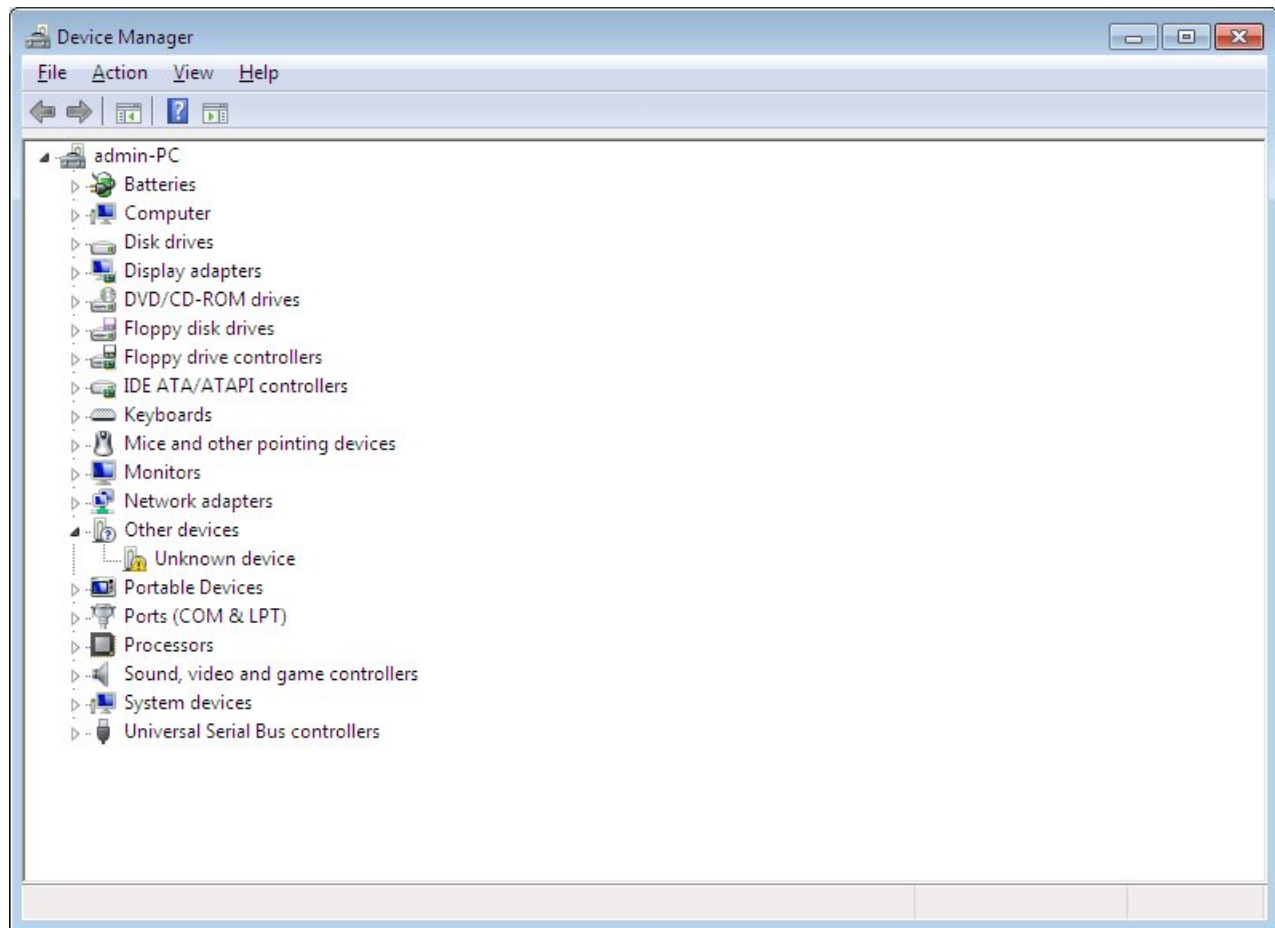 Device Manager
File Action View Help
admin-PC
Batteries
Computer
Disk drives
Display adapters
DVD/CD-ROM drives
Floppy disk drives
Floppy drive controllers
IDE ATA/ATAPI controllers
Keyboards
Mice and other pointing devices
Monitors
Network adapters
Other devices
Unknown device
Portable Devices
Ports (COM & LPT)
Processors
Sound, video and game controllers
System devices
Universal Serial Bus controllers